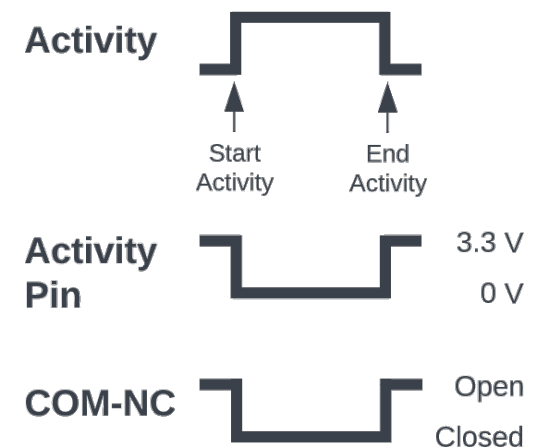 Activity
Start
Activity
End
Activity
Activity
Pin
3.3 V
0 V
COM-NC
Open
Closed